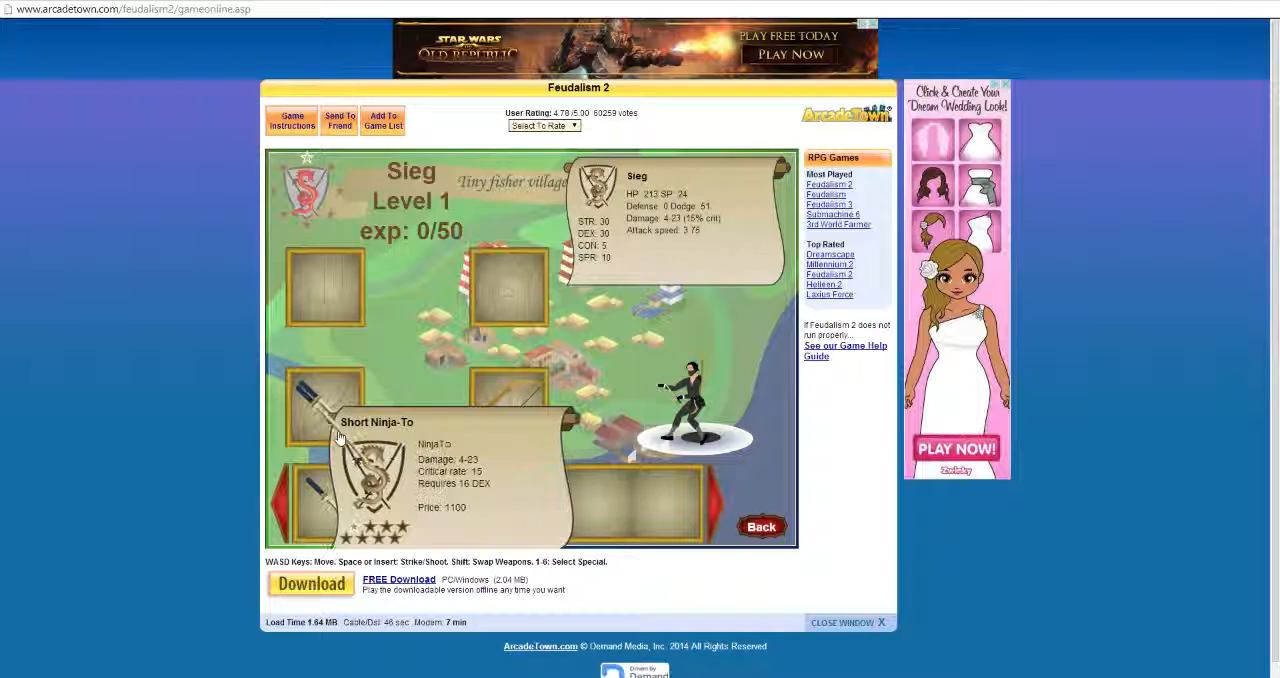 www.arcadetown.com/feudalism2/gameonline.asp
STAR WARS
THE OLD REPUBLIC
PLAY FREE TODAY
PLAY NOW
Feudalism 2
Game Instructions
Send To Friend
Add To Game List
User Rating: 4.78 /5.00 60259 votes
Select To Rate
ArcadeTown
Sieg
Level 1
exp: 0/50
Tiny fisher village
Sieg
HP: 213 SP: 24
Defense: 0 Dodge: 51.
Damage: 4-23 (15% crit)
Attack speed: 3.75
STR: 30
DEX: 30
CON: 5
SPR: 10
Short Ninja-To
NinjaTo
Damage: 4-23
Critical rate: 15
Requires 16 DEX
Price: 1100
Back
RPG Games
Most Played
Feudalism 2
Feudalism
Feudalism 3
Submachine 6
3rd World Farmer
Top Rated
Dreamscape
Millennium 2
Feudalism 2
Laxius Force
If Feudalism 2 does not
run properly...
See our Game Help
Guide
Click & Create Your
Dream Wedding Look!
PLAY NOW!
Zwinky
WASD Keys: Move. Space or Insert: Strike/Shoot. Shift: Swap Weapons. 1-6: Select Special.
Download
FREE Download PC/Windows (2.04 MB)
Play the downloadable version offline any time you want
Load Time 1.64 MB Cable/Dsl: 46 sec. Modem: 7 min
CLOSE WINDOW X
ArcadeTown.com © Demand Media, Inc. 2014 All Rights Reserved
Driven by
Demand